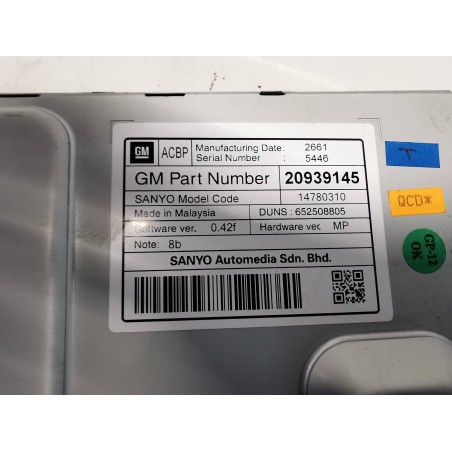 GM ACBP Manufacturing Date: 2661
Serial Number : 5446
GM Part Number 20939145
SANYO Model Code 14780310
Made in Malaysia DUNS : 652508805
Software ver. 0.42f Hardware ver. MP
Note: 8b
SANYO Automedia Sdn. Bhd.
T
QCD*
CP-12
OK